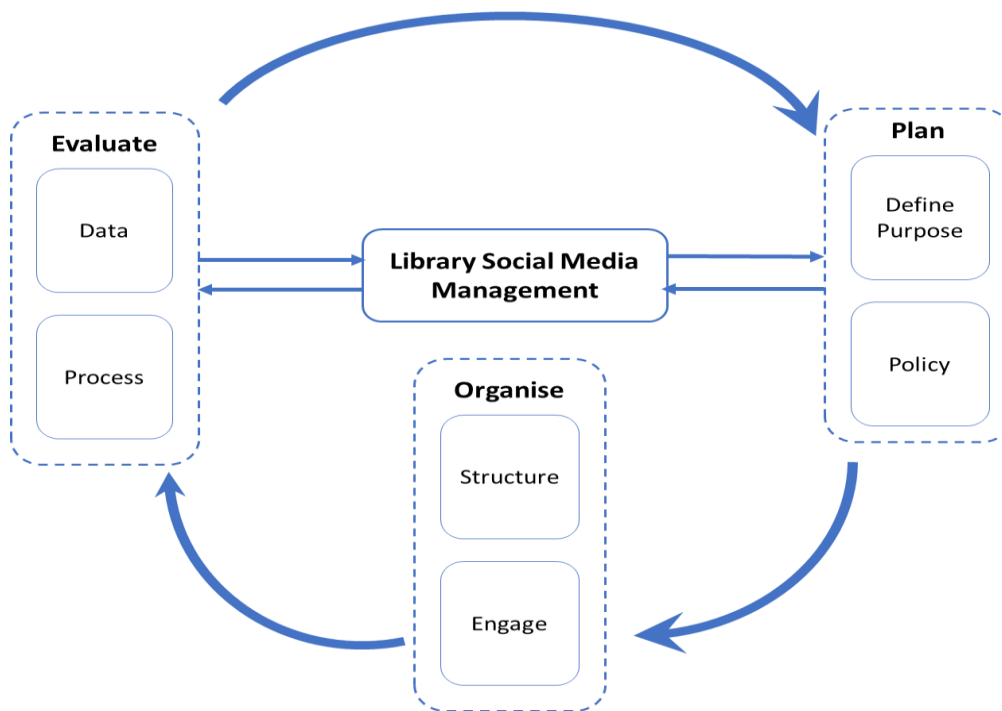 Evaluate
Data
Process
Library Social Media
Management
Plan
Define
Purpose
Policy
Organise
Structure
Engage